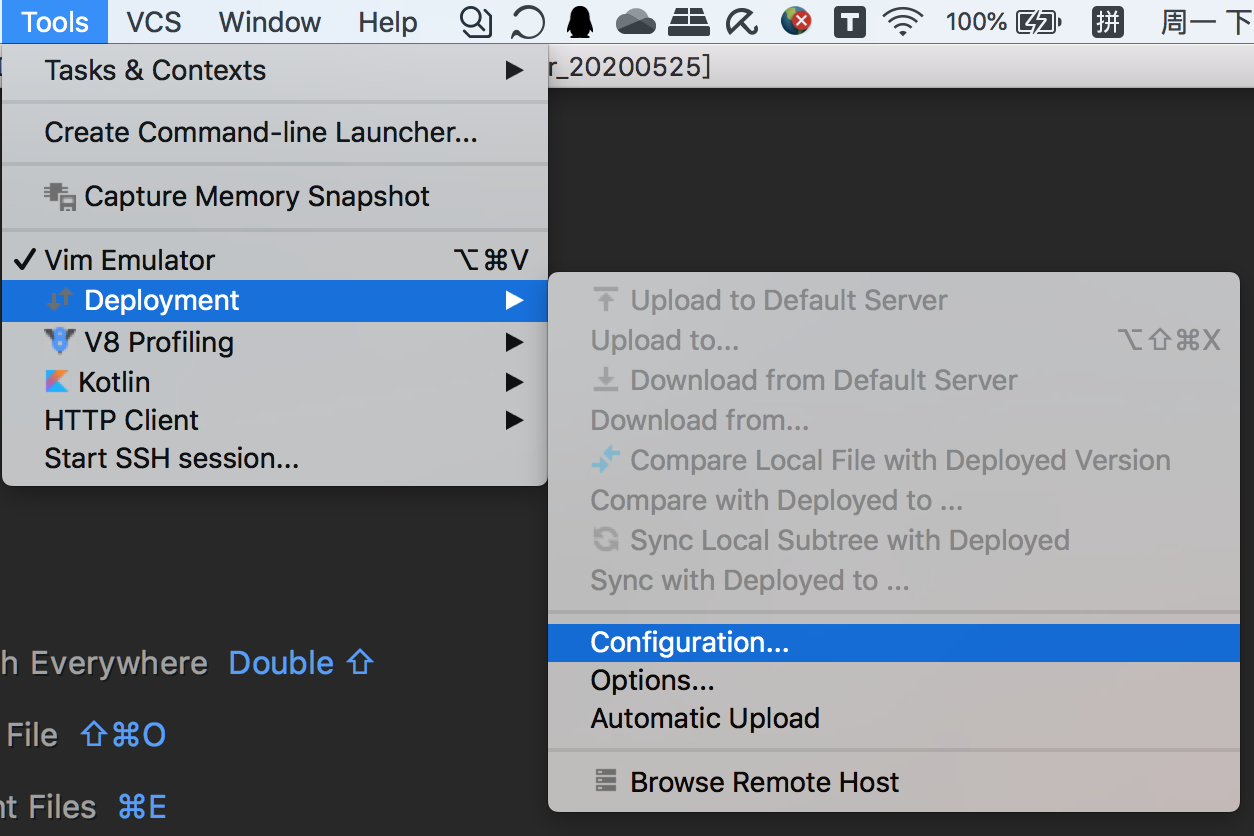 Tools VCS Window Help T 100% 拼 周一 下
r_20200525]
Tasks & Contexts
Create Command-line Launcher...
Capture Memory Snapshot
✓ Vim Emulator ⌥⌘V
Deployment
V8 Profiling
Kotlin
HTTP Client
Start SSH session...
Upload to Default Server
Upload to... ⌥⇧⌘X
Download from Default Server
Download from...
Compare Local File with Deployed Version
Compare with Deployed to ...
Sync Local Subtree with Deployed
Sync with Deployed to ...
Configuration...
Options...
Automatic Upload
Browse Remote Host
h Everywhere Double ⇧
File ⇧⌘O
nt Files ⌘E